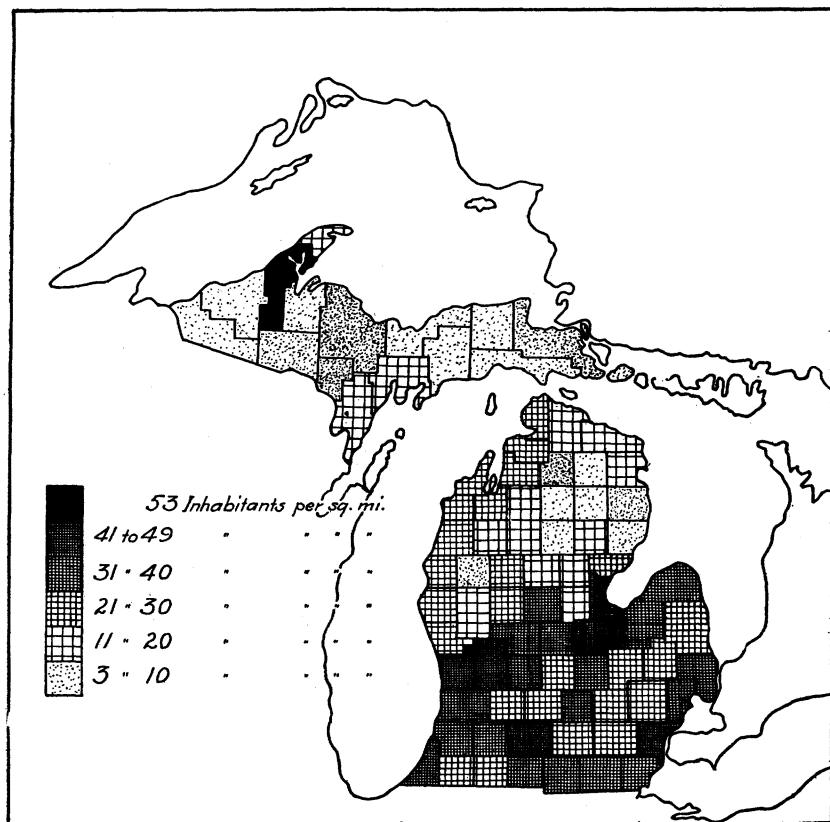 53 Inhabitants per sq. mi.
41 to 49 " " " "
31 " 40 " " " "
21 " 30 " " " "
11 " 20 " " " "
3 " 10 " " " "